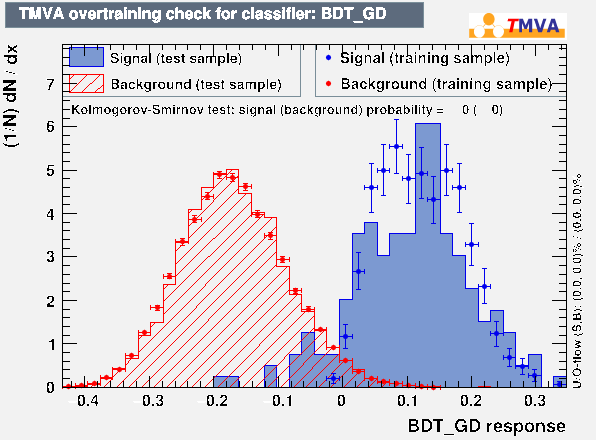 TMVA overtraining check for classifier: BDT_GD
TMVA
Signal (test sample)
Background (test sample)
Signal (training sample)
Background (training sample)
Kolmogorov-Smirnov test: signal (background) probability = 0 ( 0)
(1/N) dN / dx
7
6
5
4
3
2
1
0
-0.4 -0.3 -0.2 -0.1 0 0.1 0.2 0.3
BDT_GD response
U/O-flow (S,B): (0.0, 0.0)% / (0.0, 0.0)%